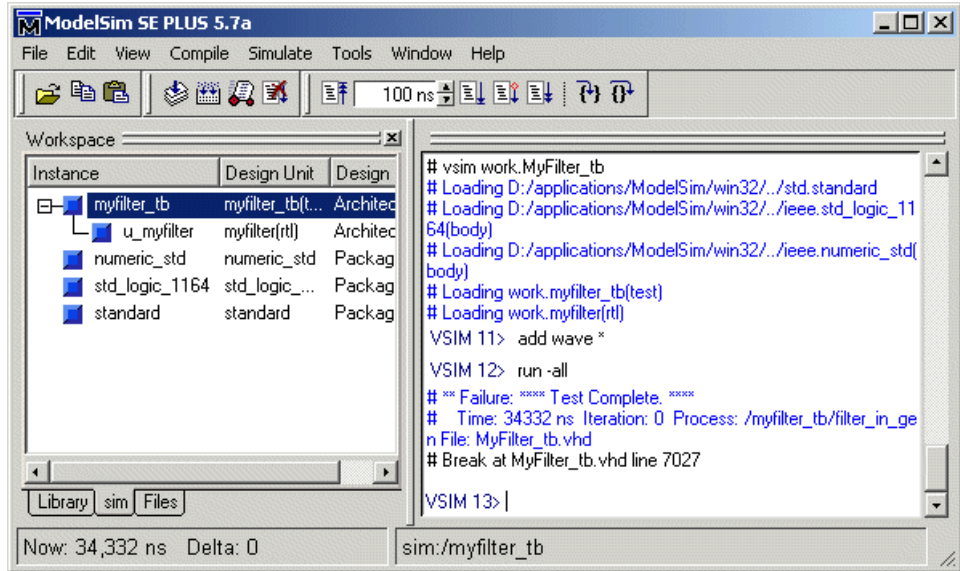 ModelSim SE PLUS 5.7a
File Edit View Compile Simulate Tools Window Help
100 ns
Workspace
Instance Design Unit Design
myfilter_tb myfilter_tb(t... Architec
u_myfilter myfilter(rtl) Architec
numeric_std numeric_std Packag
std_logic_1164 std_logic_... Packag
standard standard Packag
Library sim Files
# vsim work.MyFilter_tb
# Loading D:/applications/ModelSim/win32/../std.standard
# Loading D:/applications/ModelSim/win32/../ieee.std_logic_11
64(body)
# Loading D:/applications/ModelSim/win32/../ieee.numeric_std(
body)
# Loading work.myfilter_tb(test)
# Loading work.myfilter(rtl)
VSIM 11> add wave *
VSIM 12> run -all
# ** Failure: **** Test Complete. ****
# Time: 34332 ns Iteration: 0 Process: /myfilter_tb/filter_in_ge
n File: MyFilter_tb.vhd
# Break at MyFilter_tb.vhd line 7027
VSIM 13>
Now: 34,332 ns Delta: 0
sim:/myfilter_tb